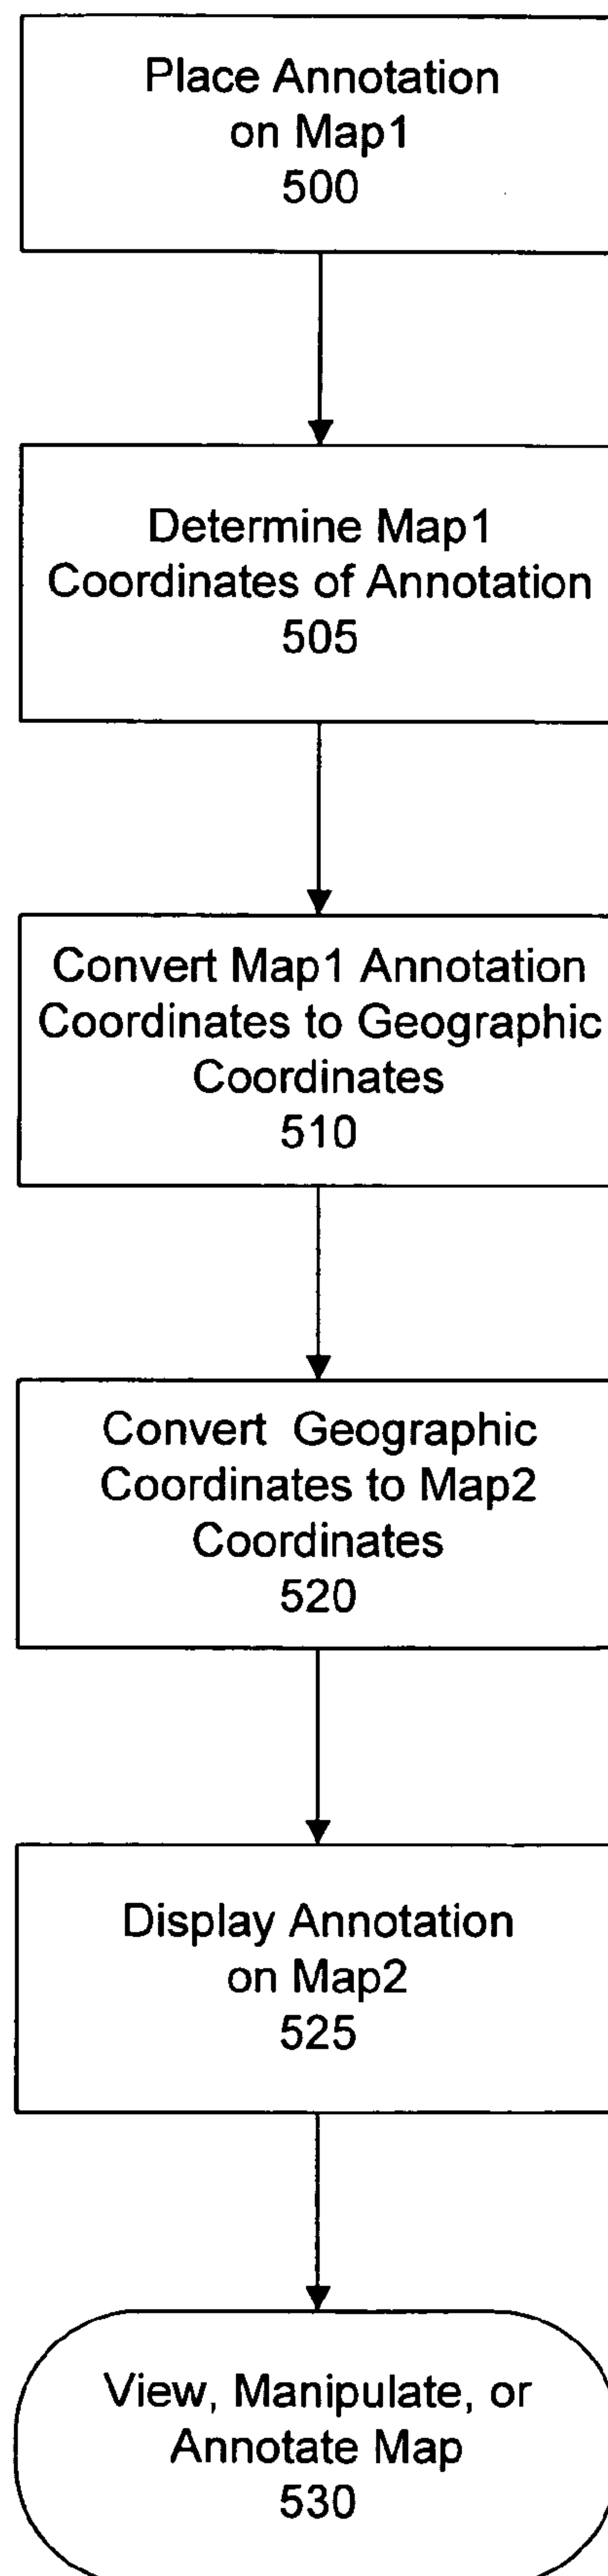 Place Annotation
on Map1
500
Determine Map1
Coordinates of Annotation
505
Convert Map1 Annotation
Coordinates to Geographic
Coordinates
510
Convert Geographic
Coordinates to Map2
Coordinates
520
Display Annotation
on Map2
525
View, Manipulate, or
Annotate Map
530